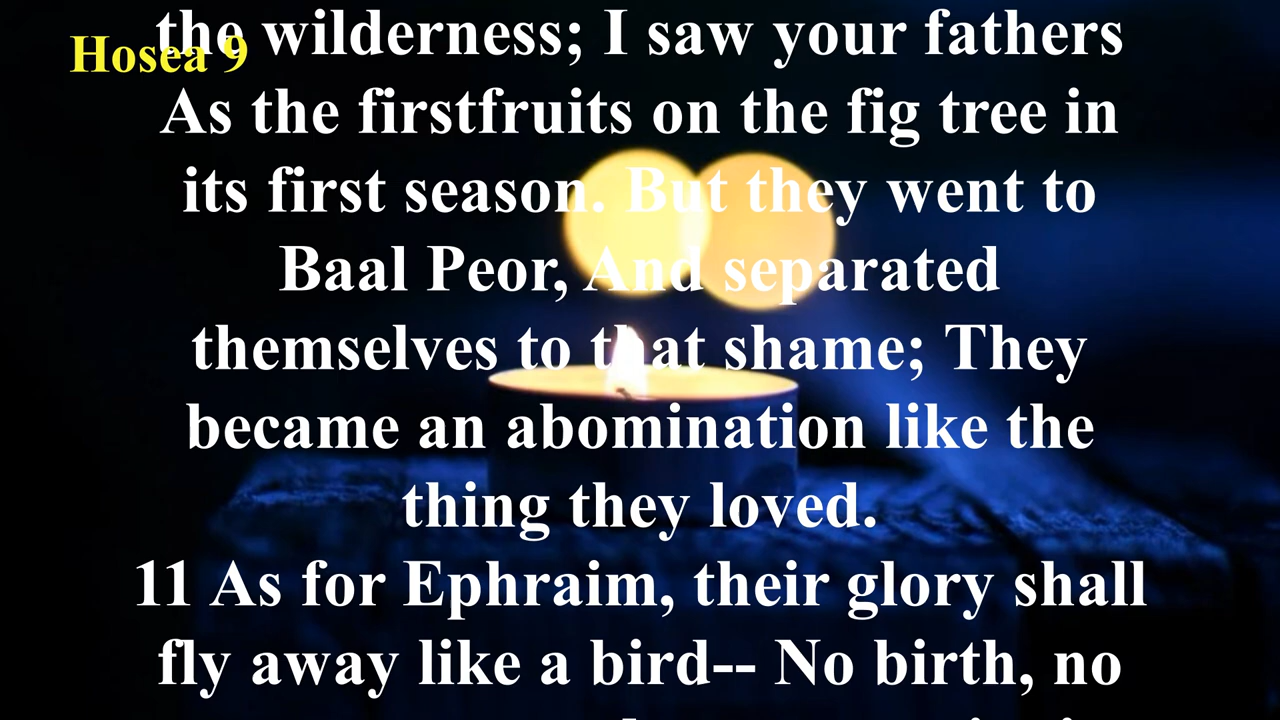 Hosea 9
the wilderness; I saw your fathers
As the firstfruits on the fig tree in
its first season. But they went to
Baal Peor, And separated
themselves to that shame; They
became an abomination like the
thing they loved.
11 As for Ephraim, their glory shall
fly away like a bird-- No birth, no